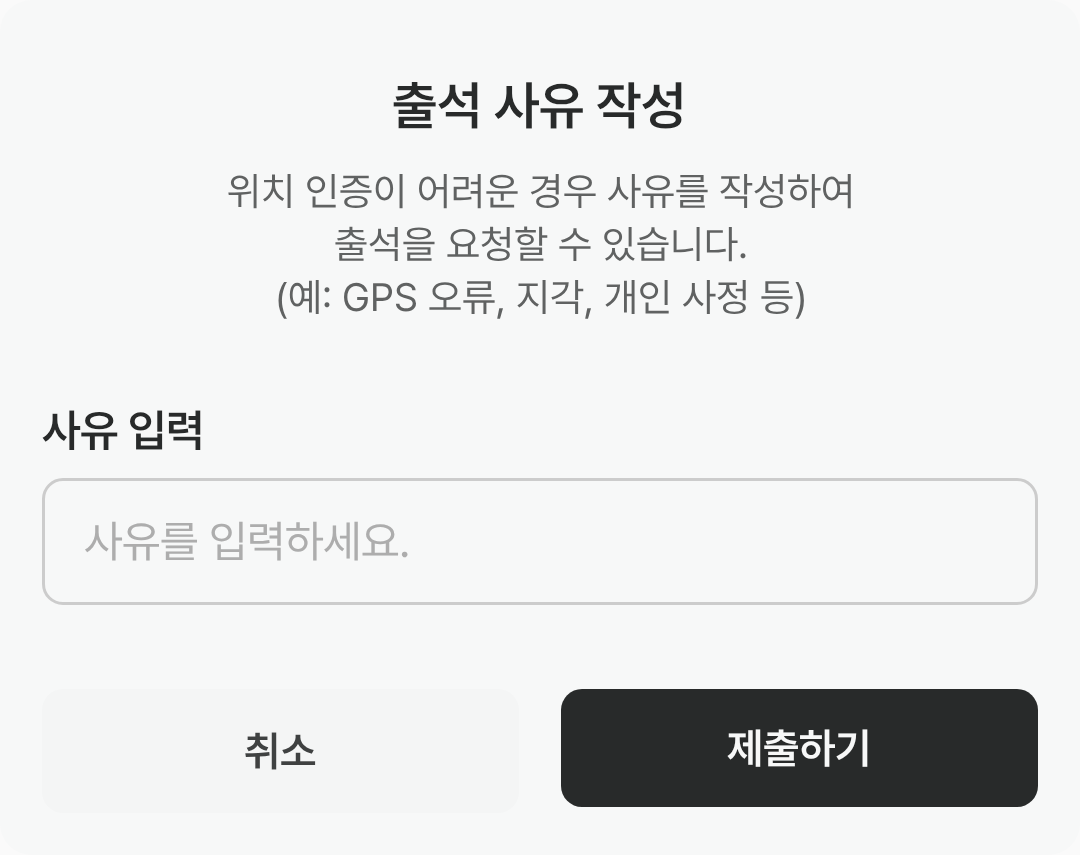 출석 사유 작성
위치 인증이 어려운 경우 사유를 작성하여
출석을 요청할 수 있습니다.
(예: GPS 오류, 지각, 개인 사정 등)
사유 입력
사유를 입력하세요.
취소
제출하기